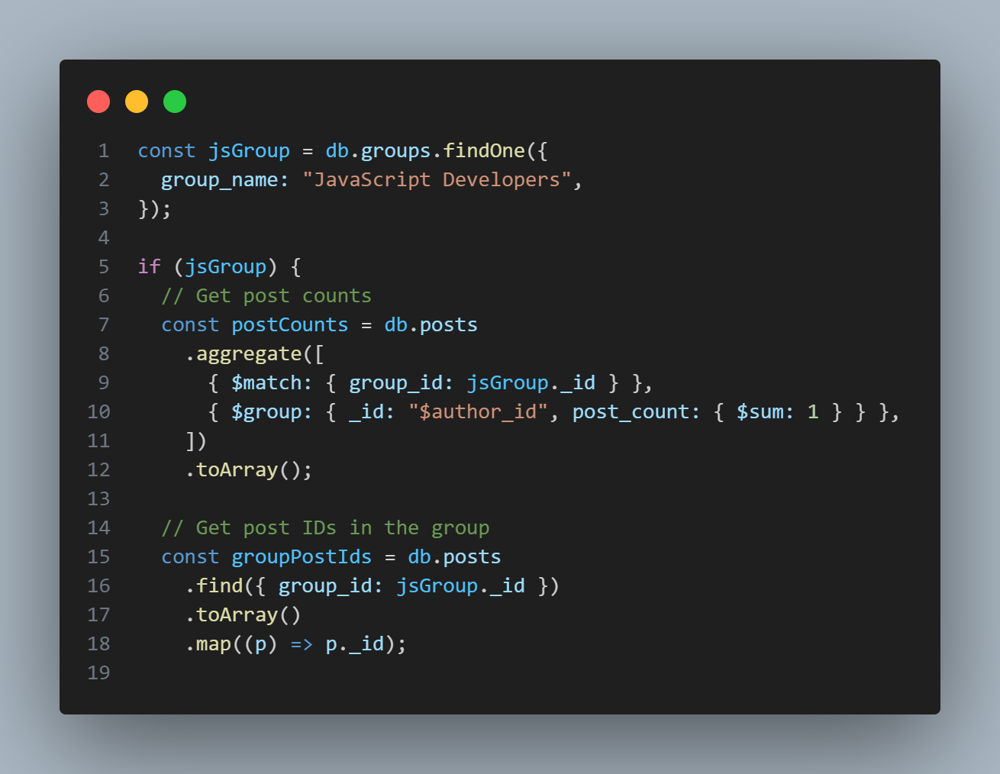 1 const jsGroup = db.groups.findOne({
2   group_name: "JavaScript Developers",
3 });
4
5 if (jsGroup) {
6   // Get post counts
7   const postCounts = db.posts
8     .aggregate([
9       { $match: { group_id: jsGroup._id } },
10       { $group: { _id: "$author_id", post_count: { $sum: 1 } } },
11     ])
12     .toArray();
13
14   // Get post IDs in the group
15   const groupPostIds = db.posts
16     .find({ group_id: jsGroup._id })
17     .toArray()
18     .map((p) => p._id);
19